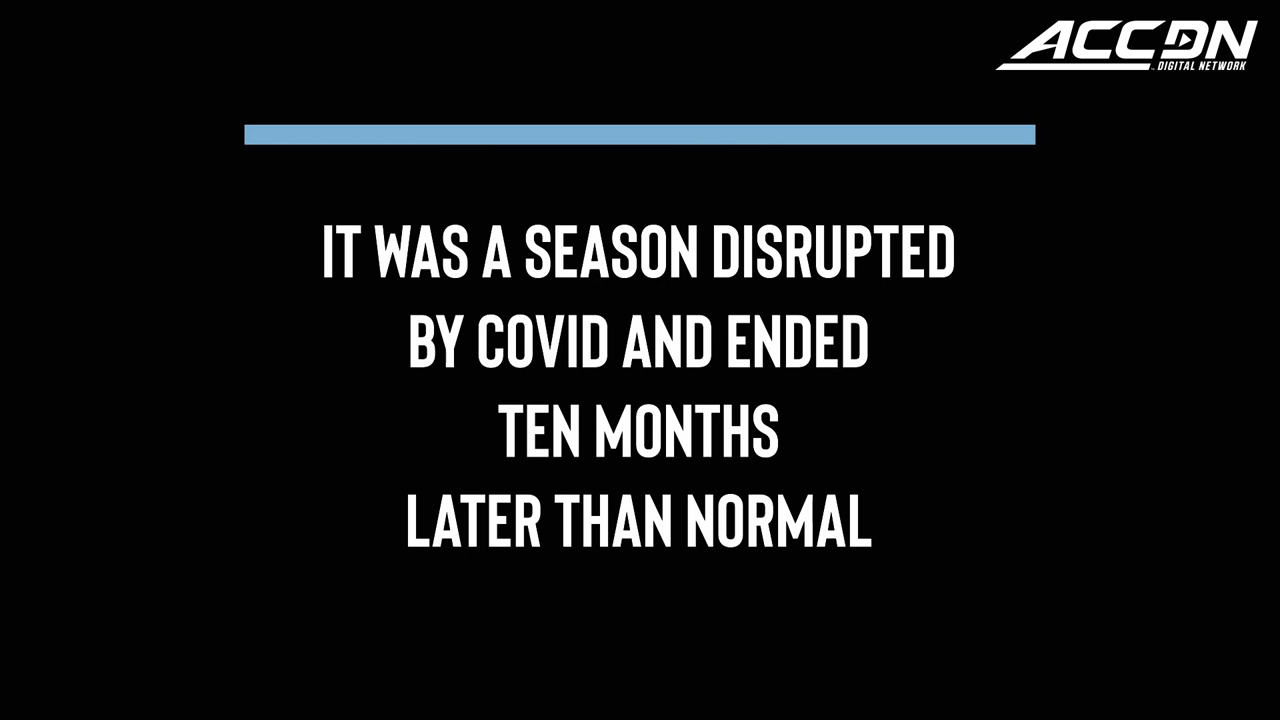 ACCDN
DIGITAL NETWORK
IT WAS A SEASON DISRUPTED
BY COVID AND ENDED
TEN MONTHS
LATER THAN NORMAL